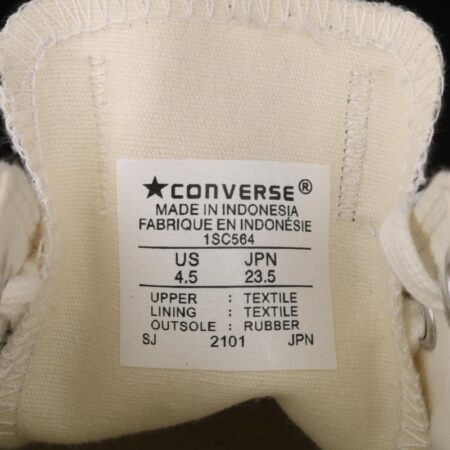 ★CONVERSE®
MADE IN INDONESIA
FABRIQUE EN INDONÉSIE
1SC564
US JPN
4.5 23.5
UPPER : TEXTILE
LINING : TEXTILE
OUTSOLE : RUBBER
SJ 2101 JPN